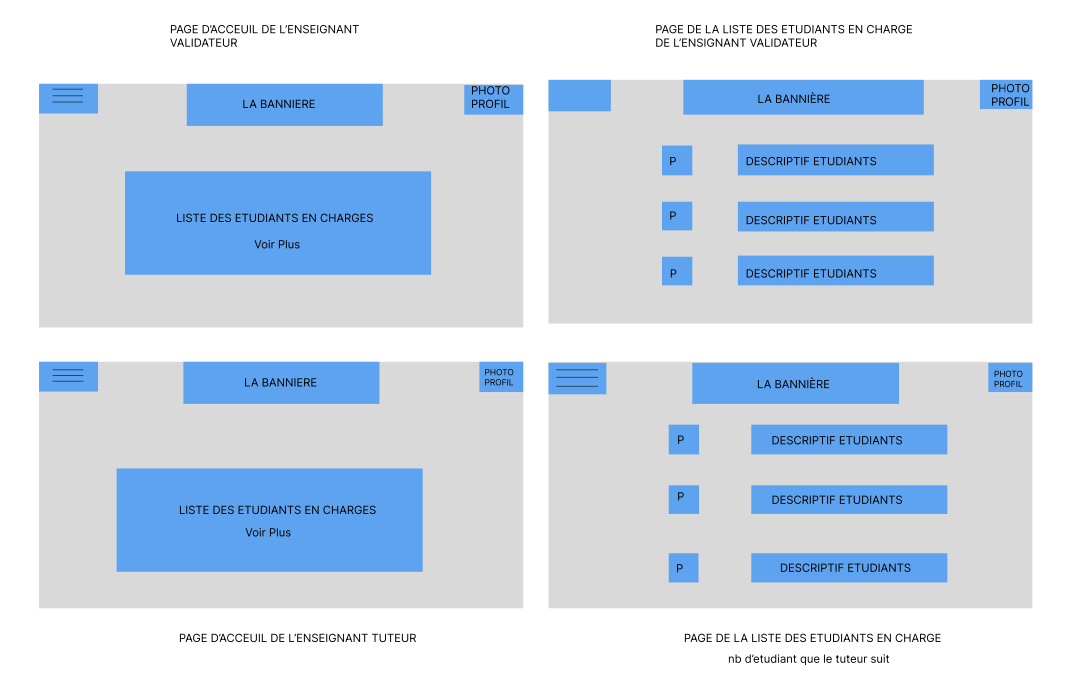 PAGE D'ACCEUIL DE L'ENSEIGNANT
VALIDATEUR
PAGE DE LA LISTE DES ETUDIANTS EN CHARGE
DE L'ENSIGNANT VALIDATEUR
LA BANNIERE
PHOTO
PROFIL
LISTE DES ETUDIANTS EN CHARGES
Voir Plus
LA BANNIÈRE
PHOTO
PROFIL
P
DESCRIPTIF ETUDIANTS
P
DESCRIPTIF ETUDIANTS
P
DESCRIPTIF ETUDIANTS
LA BANNIERE
PHOTO
PROFIL
LISTE DES ETUDIANTS EN CHARGES
Voir Plus
LA BANNIÈRE
PHOTO
PROFIL
P
DESCRIPTIF ETUDIANTS
P
DESCRIPTIF ETUDIANTS
P
DESCRIPTIF ETUDIANTS
PAGE D'ACCEUIL DE L'ENSEIGNANT TUTEUR
PAGE DE LA LISTE DES ETUDIANTS EN CHARGE
nb d'etudiant que le tuteur suit